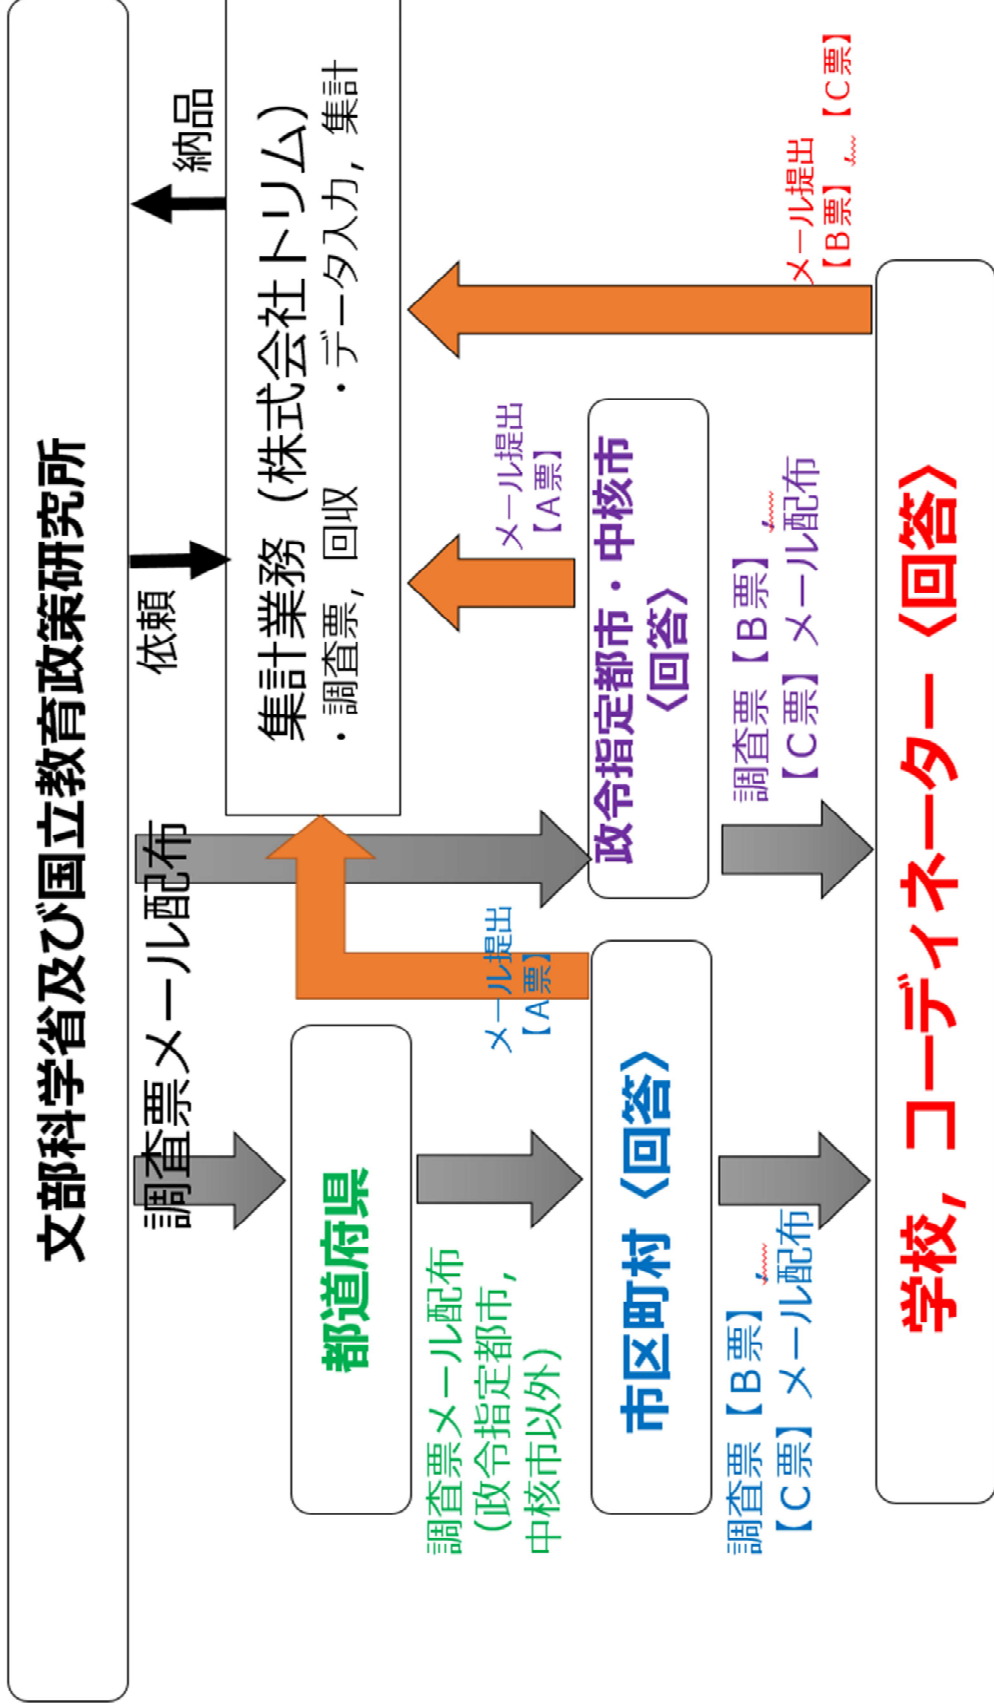 文部科学省及び国立教育政策研究所
調査票メール配布
依頼
納品
集計業務（株式会社トリム）
・調査票，回収　・データ入力，集計
都道府県
調査票メール配布
（政令指定都市，
中核市以外）
メール提出
【A票】
メール提出
【A票】
市区町村〈回答〉
政令指定都市・中核市
〈回答〉
調査票【B票】，
【C票】メール配布
調査票【B票】，
【C票】メール配布
メール提出
【B票】，【C票】
学校，コーディネーター〈回答〉